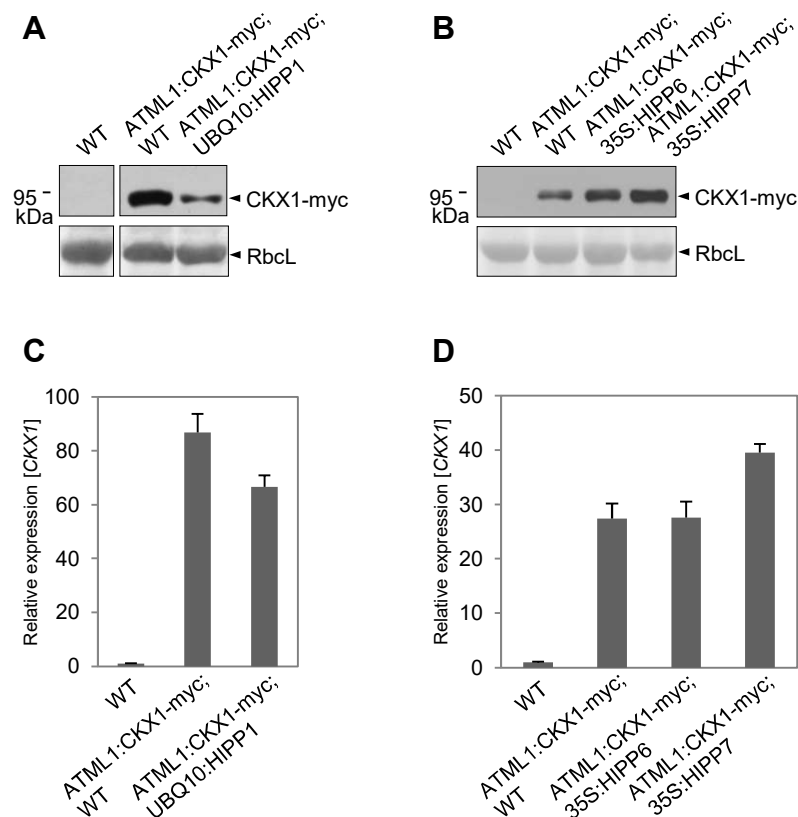 A
WT
ATML1:CKX1-myc;
WT
ATML1:CKX1-myc;
UBQ10:HIPP1
95
kDa
CKX1-myc
RbcL
B
WT
ATML1:CKX1-myc;
WT
ATML1:CKX1-myc;
35S:HIPP6
ATML1:CKX1-myc;
35S:HIPP7
95
kDa
CKX1-myc
RbcL
C
Relative expression [CKX1]
100
80
60
40
20
0
WT
ATML1:CKX1-myc;
WT
ATML1:CKX1-myc;
UBQ10:HIPP1
D
Relative expression [CKX1]
50
40
30
20
10
0
WT
ATML1:CKX1-myc;
WT
ATML1:CKX1-myc;
35S:HIPP6
ATML1:CKX1-myc;
35S:HIPP7